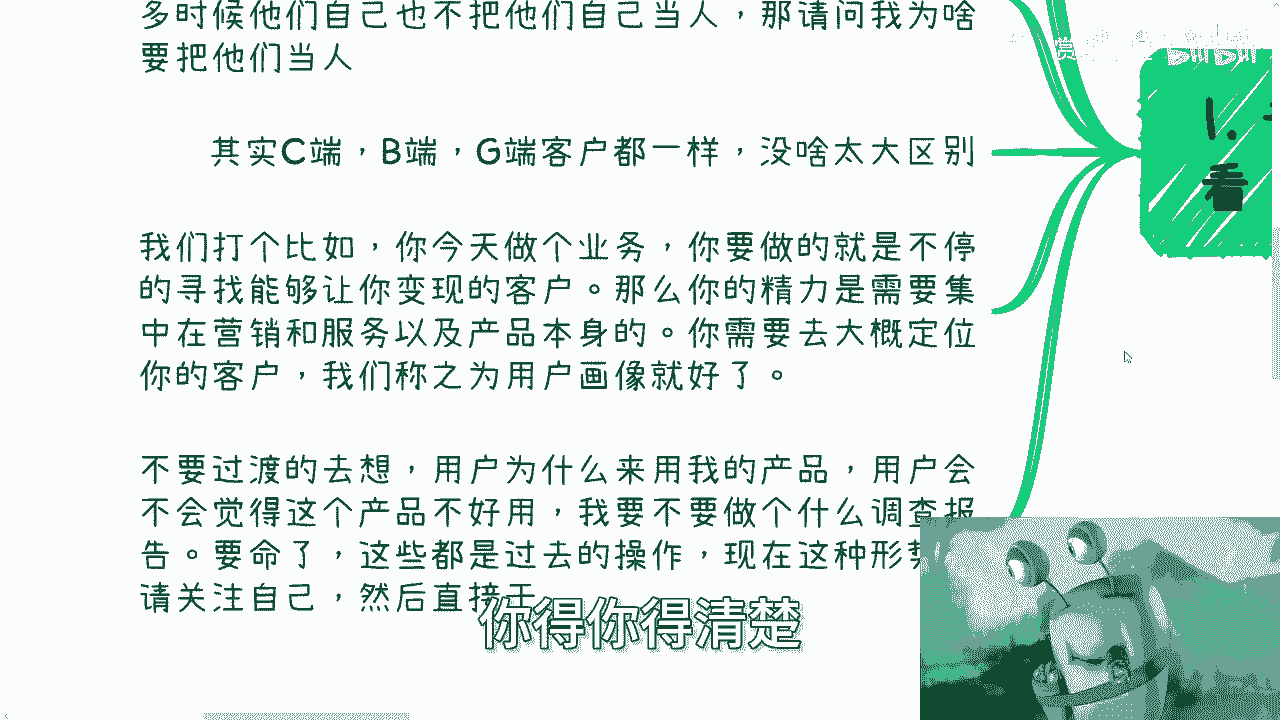 多时候他们自己也不把他们自己当人，那请问我为啥
要把他们当人
其实C端，B端，G端客户都一样，没啥太大区别
我们打个比如，你今天做个业务，你要做的就是不停
的寻找能够让你变现的客户。那么你的精力是需要集
中在营销和服务以及产品本身的。你需要去大概定位
你的客户，我们称之为用户画像就好了。
不要过渡的去想，用户为什么来用我的产品，用户会
不会觉得这个产品不好用，我要不要做个什么调查报
告。要命了，这些都是过去的操作，现在这种形
请关注自己，然后直接
你得你得清楚
1.
看
bilibili